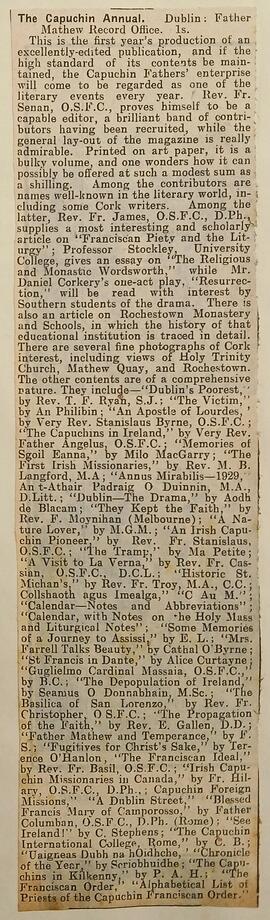 The Capuchin Annual. Dublin: Father
Mathew Record Office. 1s.
This is the first year's production of an
excellently-edited publication, and if the
high standard of its contents be main-
tained, the Capuchin Fathers' enterprise
will come to be regarded as one of the
literary events every year. Rev. Fr.
Senan, O.S.F.C., proves himself to be a
capable editor, a brilliant band of contri-
butors having been recruited, while the
general lay-out of the magazine is really
admirable. Printed on art paper, it is a
bulky volume, and one wonders how it can
possibly be offered at such a modest sum as
a shilling. Among the contributors are
names well-known in the literary world, in-
cluding some Cork writers. Among the
latter, Rev. Fr. James, O.S.F.C., D.Ph.,
supplies a most interesting and scholarly
article on "Franciscan Piety and the Lit-
urgy"; Professor Stockley, University
College, gives an essay on "The Religious
and Monastic Wordsworth," while Mr.
Daniel Corkery's one-act play, "Resurrec-
tion," will be read with interest by
Southern students of the drama. There is
also an article on Rochestown Monastery
and Schools, in which the history of that
educational institution is traced in detail.
There are several fine photographs of Cork
interest, including views of Holy Trinity
Church, Mathew Quay, and Rochestown.
The other contents are of a comprehensive
nature. They include—"Dublin's Poorest,"
by Rev. T. F. Ryan, S.J.; "The Victim,"
by An Philibin; "An Apostle of Lourdes,"
by Very Rev. Stanislaus Byrne, O.S.F.C.;
"The Capuchins in Ireland," by Very Rev.
Father Angelus, O.S.F.C.; "Memories of
Sgoil Eanna," by Milo MacGarry; "The
First Irish Missionaries," by Rev. M. B.
Langford, M.A; "Annus Mirabilis—1929,"
An t-Athair Padraig O Duinnin, M.A.,
D.Litt.; "Dublin—The Drama," by Aodh
de Blacam; "They Kept the Faith," by
Rev. F. Moynihan (Melbourne); "A Na-
ture Lover," by M.G.M.; "An Irish Capu-
chin Pioneer," by Rev. Fr. Stanislaus,
O.S.F.C.; "The Tramp," by Ma Petite;
"A Visit to La Verna," by Rev. Fr. Cas-
sian, O.S.F.C., D.C.L.; "Historic St.
Michan's," by Rev. Fr. Troy, M.A., C.C.;
Collshaoth agus Imealga," "C Au M.";
"Calendar—Notes and Abbreviations";
"Calendar, with Notes on the Holy Mass
and Liturgical Notes"; "Some Memories
of a Journey to Assisi," by E. L.; "Mrs.
Farrell Talks Beauty," by Cathal O'Byrne;
"St Francis in Dante," by Alice Curtayne;
"Guglielmo Cardinal Massaia, O.S.F.C.,"
by B.C.; "The Depopulation of Ireland,"
by Seamus O Donnabhain, M.Sc.; "The
Basilica of San Lorenzo," by Rev. Fr.
Christopher, O S.F.C.; "The Propagation
of the Faith," by Rev. E. Gallen, D.D.;
"Father Mathew and Temperance," by F.
S.; "Fugitives for Christ's Sake," by Ter-
ence O'Hanlon, "The Franciscan Ideal,"
by Rev. Fr. Basil, O.S.F.C.; "Irish Capu-
chin Missionaries in Canada," by Fr. Hil-
ary, O.S.F.C., D.Ph., Capuchin Foreign
Missions," "A Dublin Street," "Blessed
Francis Mary of Camporosso," by Father
Columban, O.S.F C., D.Ph. (Rome); "See
Ireland!" by C. Stephens; "The Capuchin
International College, Rome," by C. B.;
"Uaigneas Dubh na hOidhche," "Chronicle
of the Year," by Scriobhnidhe; "The Capu-
chins in Kilkenny," by P. A. H.; "The
Franciscan Order," "Alphabetical List of
Priests of the Capuchin Franciscan Order."